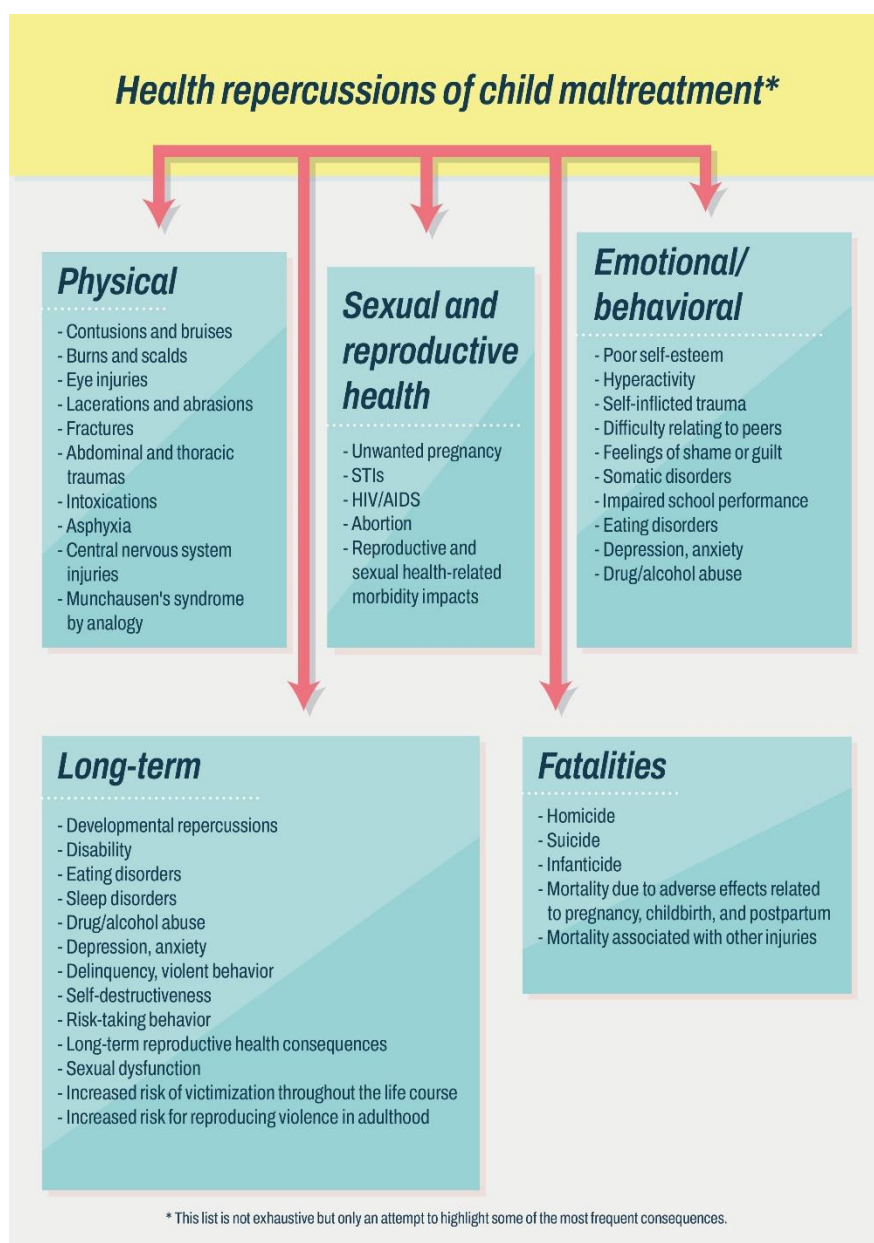 Health repercussions of child maltreatment*
Physical
- Contusions and bruises
- Burns and scalds
- Eye injuries
- Lacerations and abrasions
- Fractures
- Abdominal and thoracic
traumas
- Intoxications
- Asphyxia
- Central nervous system
injuries
- Munchausen's syndrome
by analogy
Sexual and
reproductive
health
- Unwanted pregnancy
- STIs
- HIV/AIDS
- Abortion
- Reproductive and
sexual health-related
morbidity impacts
Emotional/
behavioral
- Poor self-esteem
- Hyperactivity
- Self-inflicted trauma
- Difficulty relating to peers
- Feelings of shame or guilt
- Somatic disorders
- Impaired school performance
- Eating disorders
- Depression, anxiety
- Drug/alcohol abuse
Long-term
- Developmental repercussions
- Disability
- Eating disorders
- Sleep disorders
- Drug/alcohol abuse
- Depression, anxiety
- Delinquency, violent behavior
- Self-destructiveness
- Risk-taking behavior
- Long-term reproductive health consequences
- Sexual dysfunction
- Increased risk of victimization throughout the life course
- Increased risk for reproducing violence in adulthood
Fatalities
- Homicide
- Suicide
- Infanticide
- Mortality due to adverse effects related
to pregnancy, childbirth, and postpartum
- Mortality associated with other injuries
* This list is not exhaustive but only an attempt to highlight some of the most frequent consequences.